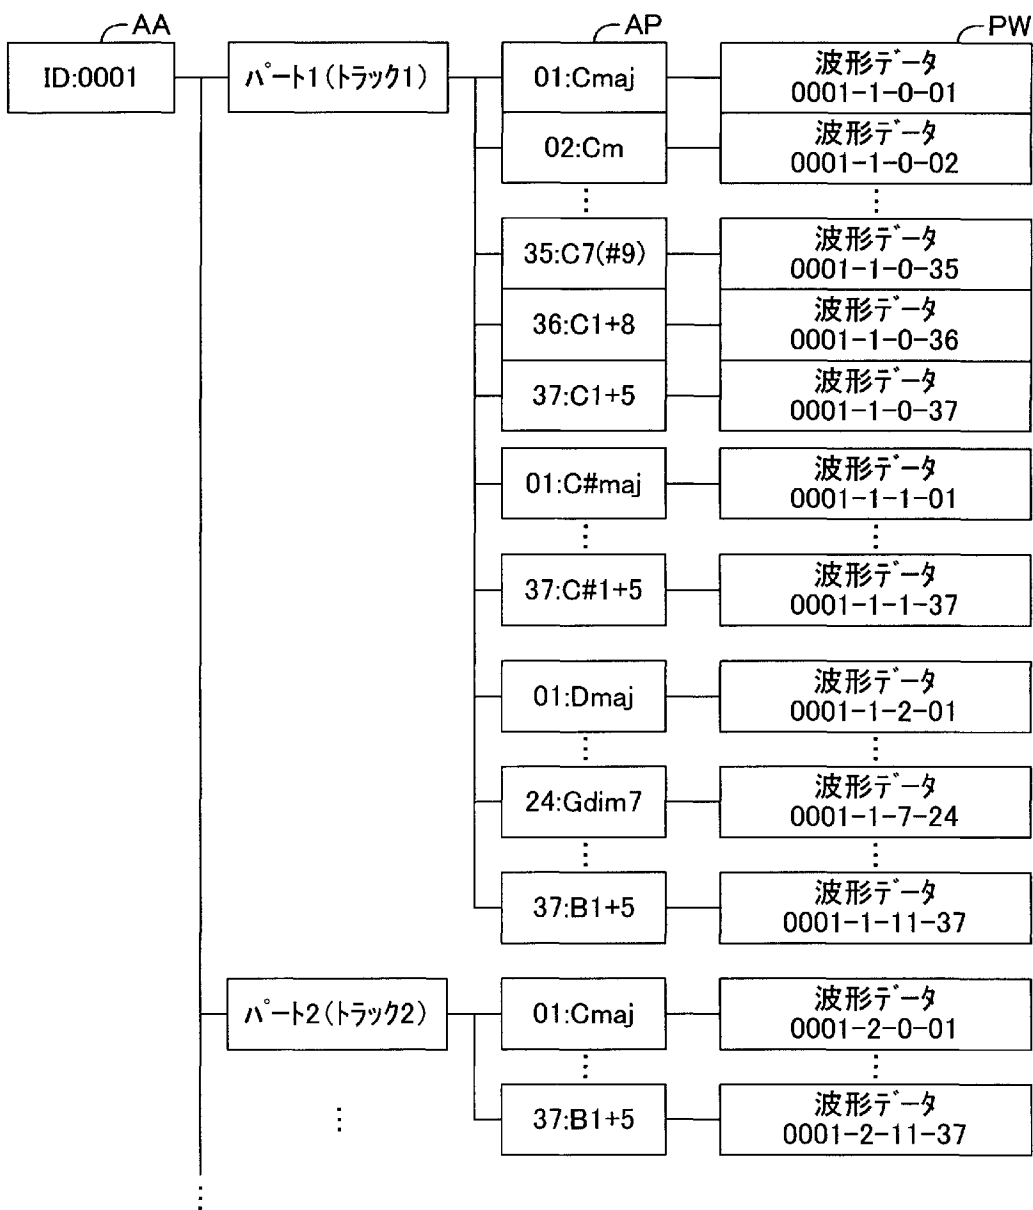 AA
AP
PW
ID:0001
パート1(トラック1)
01:Cmaj
波形データ
0001-1-0-01
02:Cm
波形データ
0001-1-0-02
⋮
⋮
35:C7(#9)
波形データ
0001-1-0-35
36:C1+8
波形データ
0001-1-0-36
37:C1+5
波形データ
0001-1-0-37
01:C#maj
波形データ
0001-1-1-01
⋮
⋮
37:C#1+5
波形データ
0001-1-1-37
01:Dmaj
波形データ
0001-1-2-01
⋮
⋮
24:Gdim7
波形データ
0001-1-7-24
⋮
⋮
37:B1+5
波形データ
0001-1-11-37
パート2(トラック2)
01:Cmaj
波形データ
0001-2-0-01
⋮
⋮
⋮
37:B1+5
波形データ
0001-2-11-37
⋮